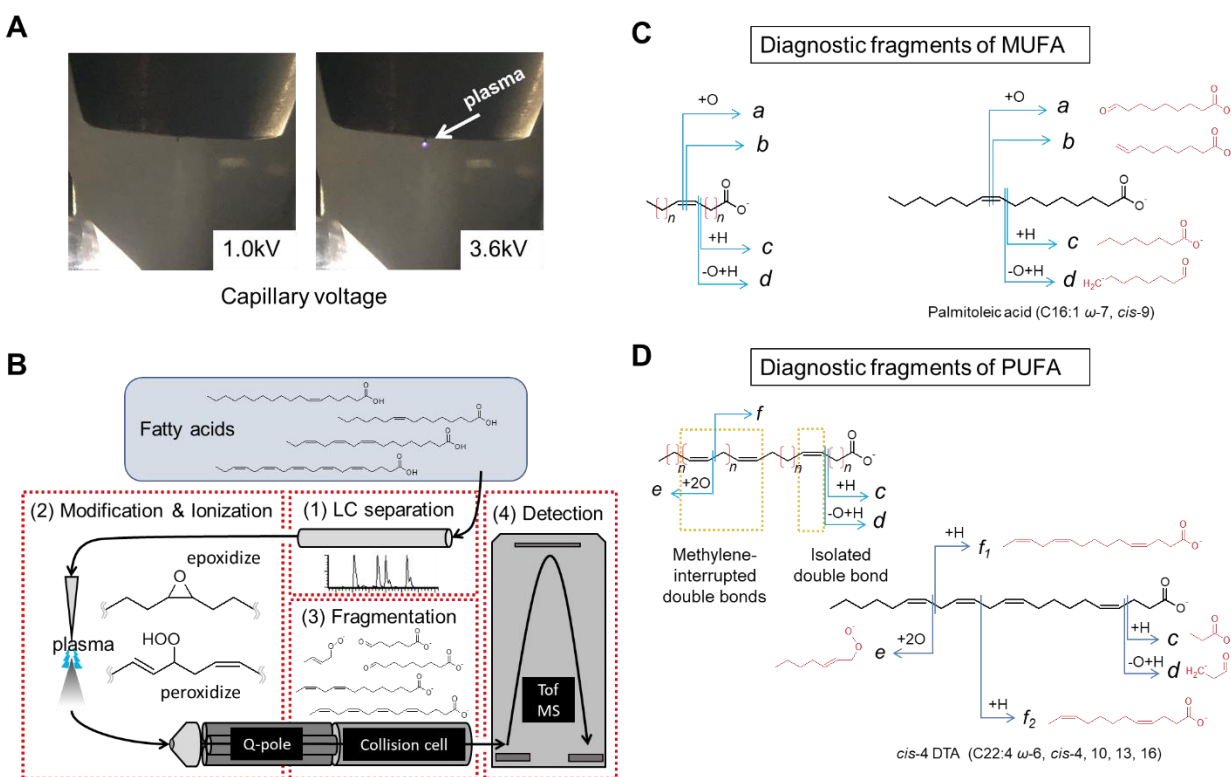 A
plasma
1.0kV
3.6kV
Capillary voltage
B
Fatty acids
O
OH
O
OH
O
OH
O
OH
(2) Modification & Ionization
(1) LC separation
(4) Detection
epoxidize
O
HOO
peroxidize
plasma
(3) Fragmentation
Tof
MS
Q-pole
Collision cell
C
Diagnostic fragments of MUFA
+O
a
b
n
n
O
O-
+H
c
-O+H
d
+O
a
b
O
O-
+H
c
-O+H
d
H2C
O
Palmitoleic acid (C16:1 ω-7, cis-9)
D
Diagnostic fragments of PUFA
f
n
n
n
n
O
O-
e
+2O
+H
c
-O+H
d
Methylene-
interrupted
double bonds
Isolated
double bond
+H
f1
O
O-
O
O-
+2O
e
+H
c
-O+H
d
H2C
O
+H
f2
O
O-
cis-4 DTA (C22:4 ω-6, cis-4, 10, 13, 16)